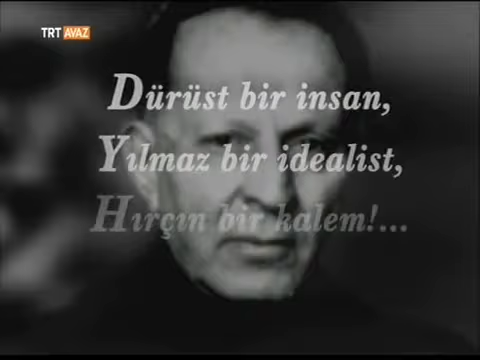 TRT AVAZ
Dürüst bir insan,
Yılmaz bir idealist,
Hırçın bir kalem!...